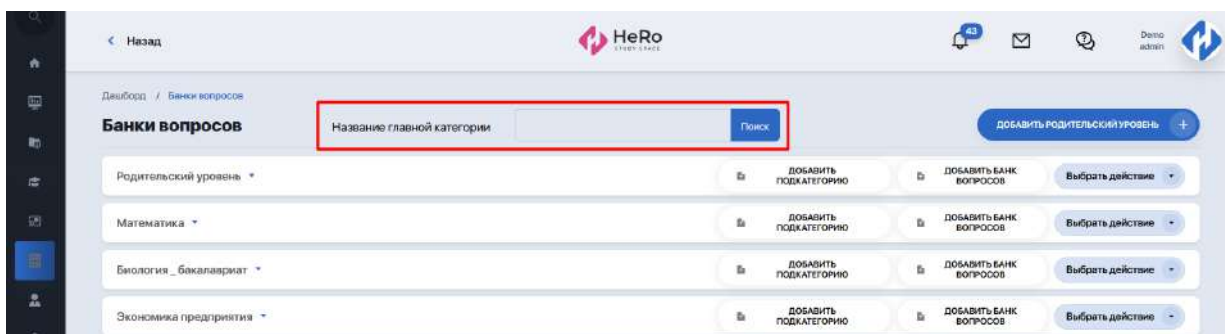 Назад
HeRo
STUDY SPACE
43
Demo
admin
Дашборд / Банки вопросов
Банки вопросов
Название главной категории
Поиск
ДОБАВИТЬ РОДИТЕЛЬСКИЙ УРОВЕНЬ +
Родительский уровень
ДОБАВИТЬ
ПОДКАТЕГОРИЮ
ДОБАВИТЬ БАНК
ВОПРОСОВ
Выбрать действие
Математика
ДОБАВИТЬ
ПОДКАТЕГОРИЮ
ДОБАВИТЬ БАНК
ВОПРОСОВ
Выбрать действие
Биология _ бакалавриат
ДОБАВИТЬ
ПОДКАТЕГОРИЮ
ДОБАВИТЬ БАНК
ВОПРОСОВ
Выбрать действие
Экономика предприятия
ДОБАВИТЬ
ПОДКАТЕГОРИЮ
ДОБАВИТЬ БАНК
ВОПРОСОВ
Выбрать действие